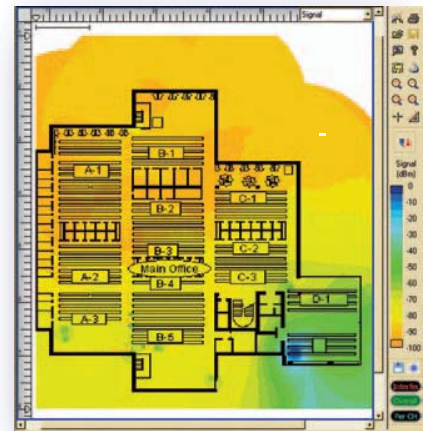 Signal
A-1
B-1
B-2
C-1
B-3
C-2
Main Office
A-2
B-4
C-3
D-1
A-3
B-5
Signal
(dBm)
0
-10
-20
-30
-40
-50
-60
-70
-80
-90
-100
Overall
Per CH